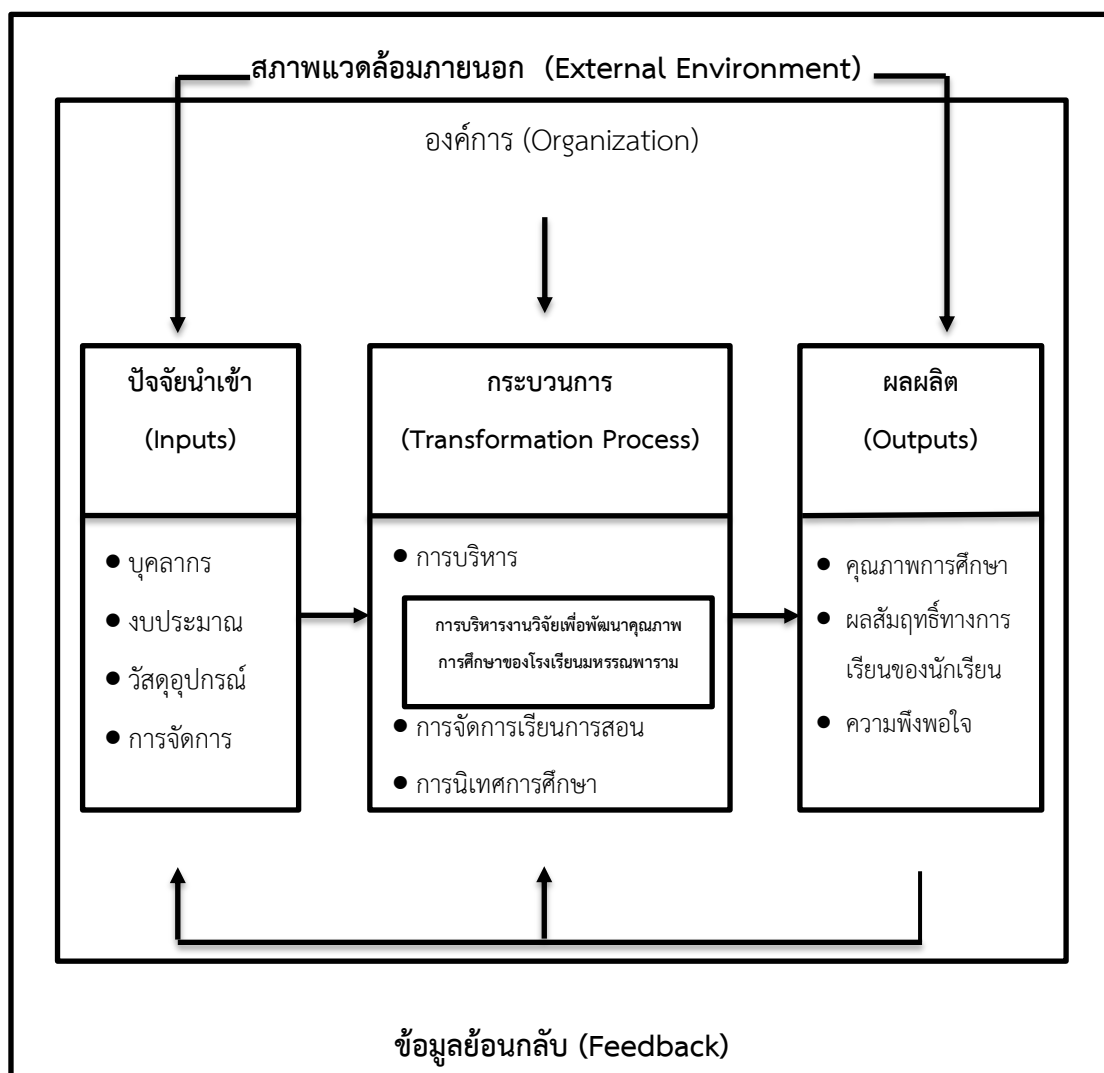 สภาพแวดล้อมภายนอก (External Environment)
องค์การ (Organization)
ปัจจัยนำเข้า
(Inputs)
● บุคลากร
● งบประมาณ
● วัสดุอุปกรณ์
● การจัดการ
กระบวนการ
(Transformation Process)
● การบริหาร
การบริหารงานวิจัยเพื่อพัฒนาคุณภาพ
การศึกษาของโรงเรียนมหรรณพาราม
● การจัดการเรียนการสอน
● การนิเทศการศึกษา
ผลผลิต
(Outputs)
● คุณภาพการศึกษา
● ผลสัมฤทธิ์ทางการ
เรียนของนักเรียน
● ความพึงพอใจ
ข้อมูลย้อนกลับ (Feedback)